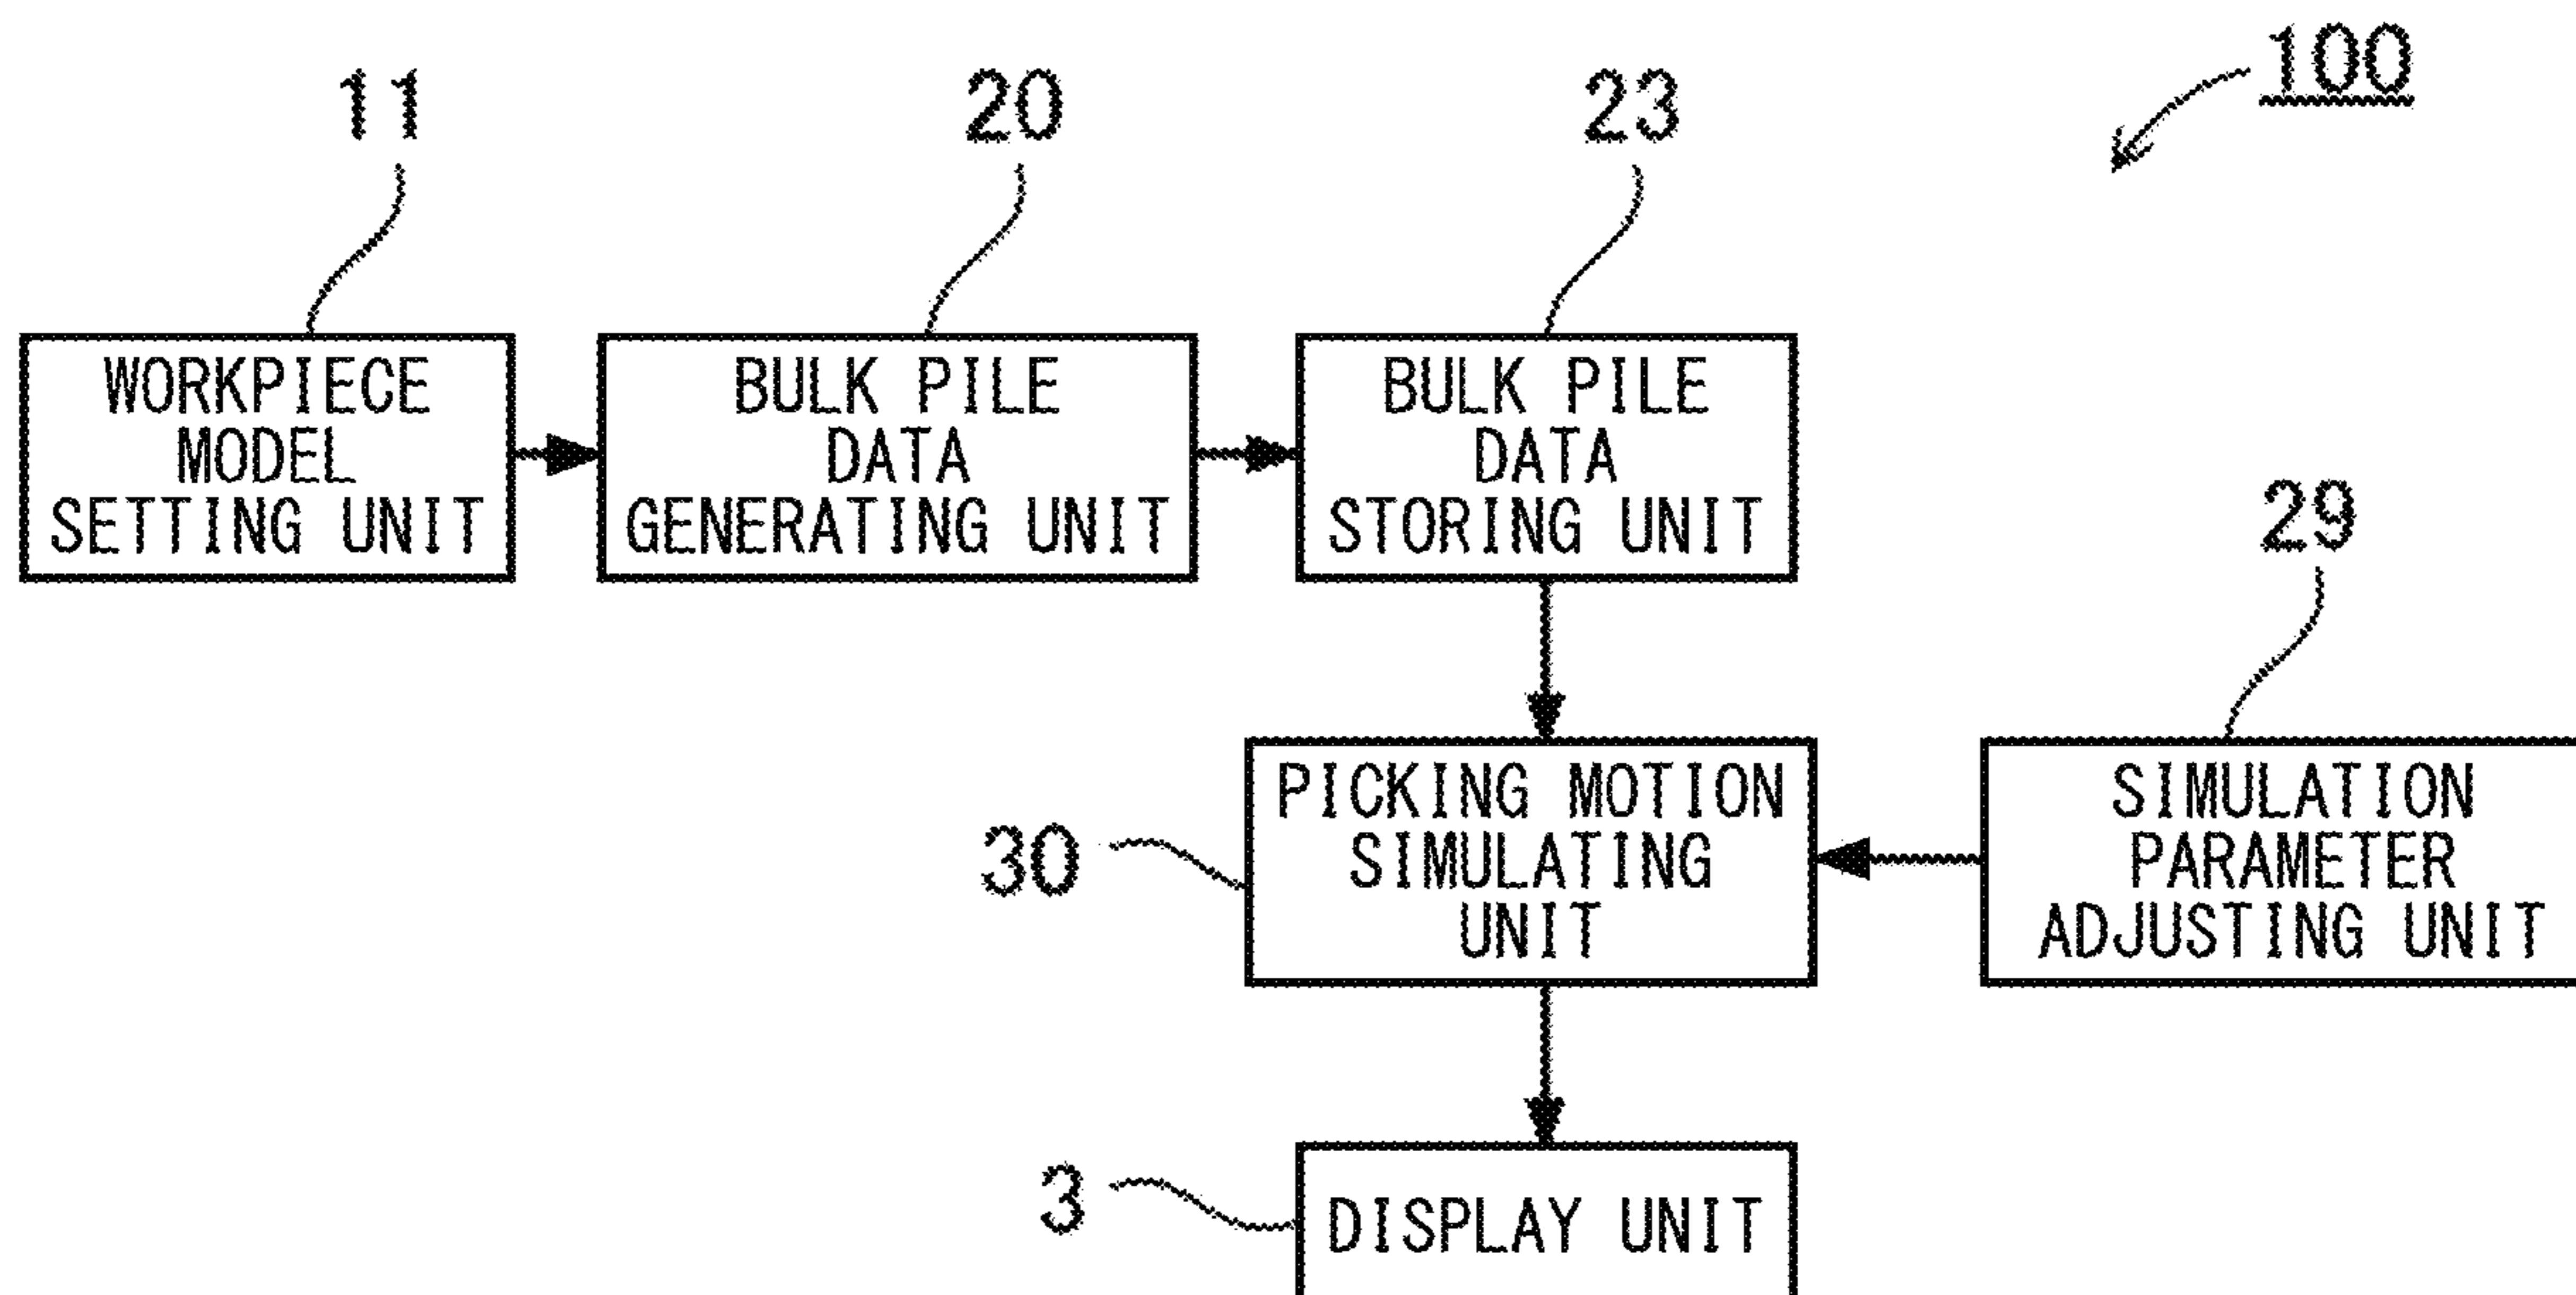 100
11
20
23
WORKPIECE
MODEL
SETTING UNIT
BULK PILE
DATA
GENERATING UNIT
BULK PILE
DATA
STORING UNIT
29
30
PICKING MOTION
SIMULATING
UNIT
SIMULATION
PARAMETER
ADJUSTING UNIT
3
DISPLAY UNIT